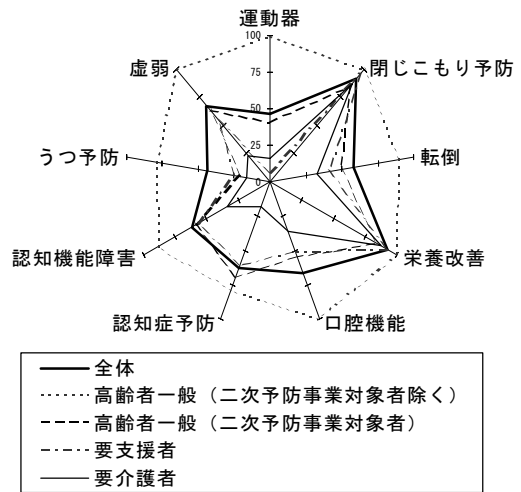 運動器
100
75
50
25
0
虚弱
閉じこもり予防
うつ予防
転倒
認知機能障害
栄養改善
認知症予防
口腔機能
全体
高齢者一般（二次予防事業対象者除く）
高齢者一般（二次予防事業対象者）
要支援者
要介護者